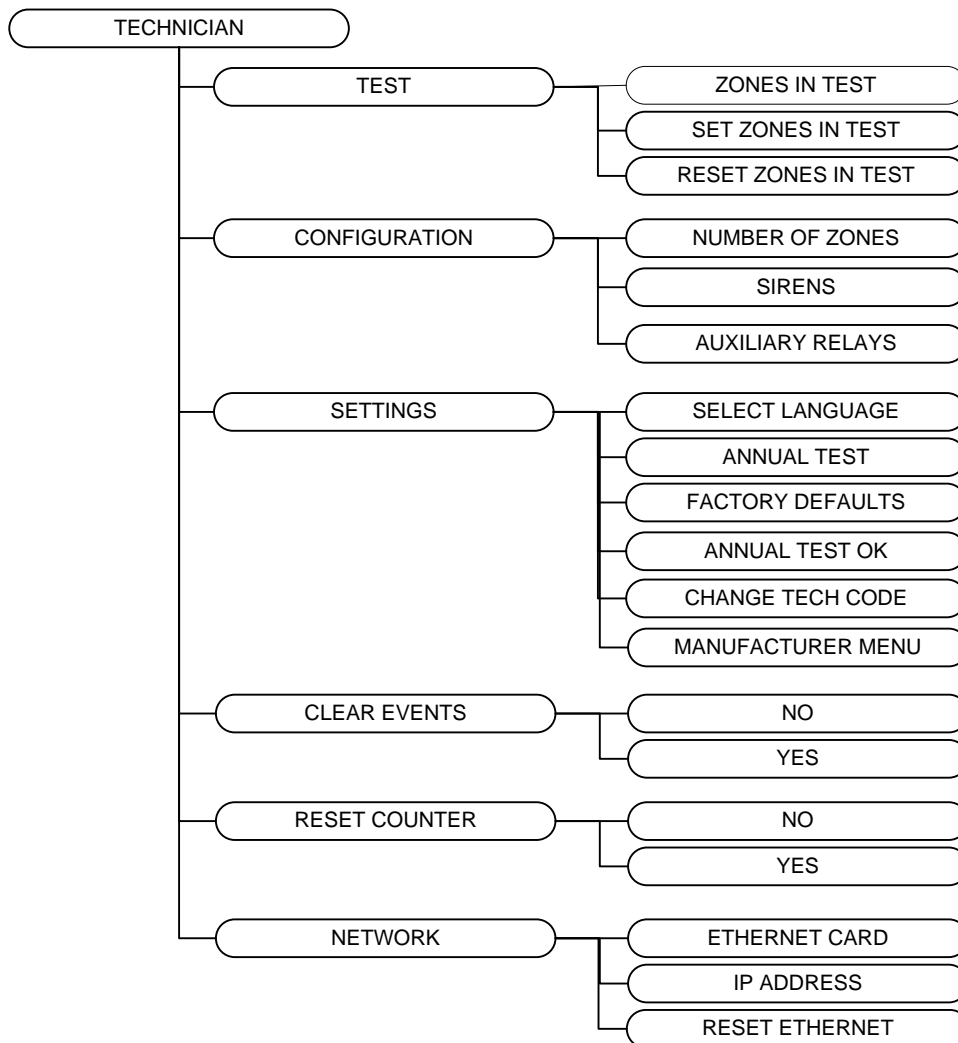 TECHNICIAN
TEST
ZONES IN TEST
SET ZONES IN TEST
RESET ZONES IN TEST
CONFIGURATION
NUMBER OF ZONES
SIRENS
AUXILIARY RELAYS
SETTINGS
SELECT LANGUAGE
ANNUAL TEST
FACTORY DEFAULTS
ANNUAL TEST OK
CHANGE TECH CODE
MANUFACTURER MENU
CLEAR EVENTS
NO
YES
RESET COUNTER
NO
YES
NETWORK
ETHERNET CARD
IP ADDRESS
RESET ETHERNET